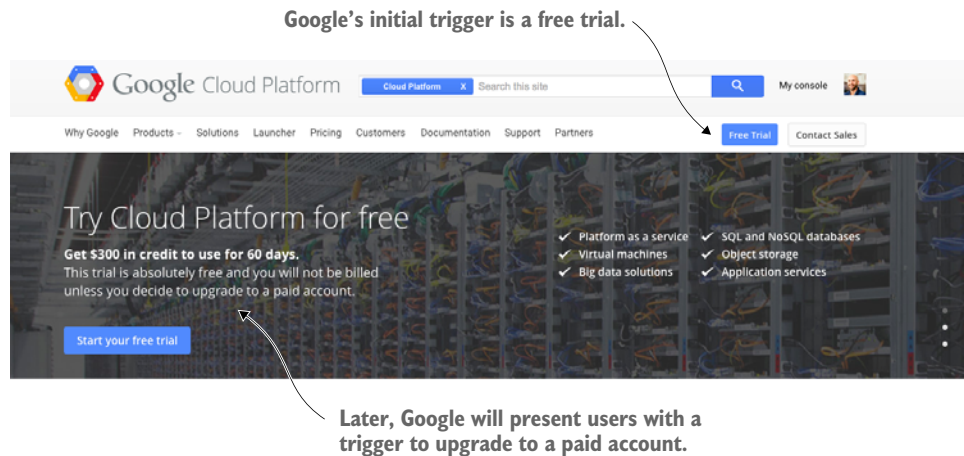 Google's initial trigger is a free trial.
Google Cloud Platform
Cloud Platform X Search this site
My console
Why Google Products Solutions Launcher Pricing Customers Documentation Support Partners
Free Trial Contact Sales
Try Cloud Platform for free
Get $300 in credit to use for 60 days.
This trial is absolutely free and you will not be billed
unless you decide to upgrade to a paid account.
Start your free trial
✓ Platform as a service ✓ SQL and NoSQL databases
✓ Virtual machines ✓ Object storage
✓ Big data solutions ✓ Application services
Later, Google will present users with a
trigger to upgrade to a paid account.